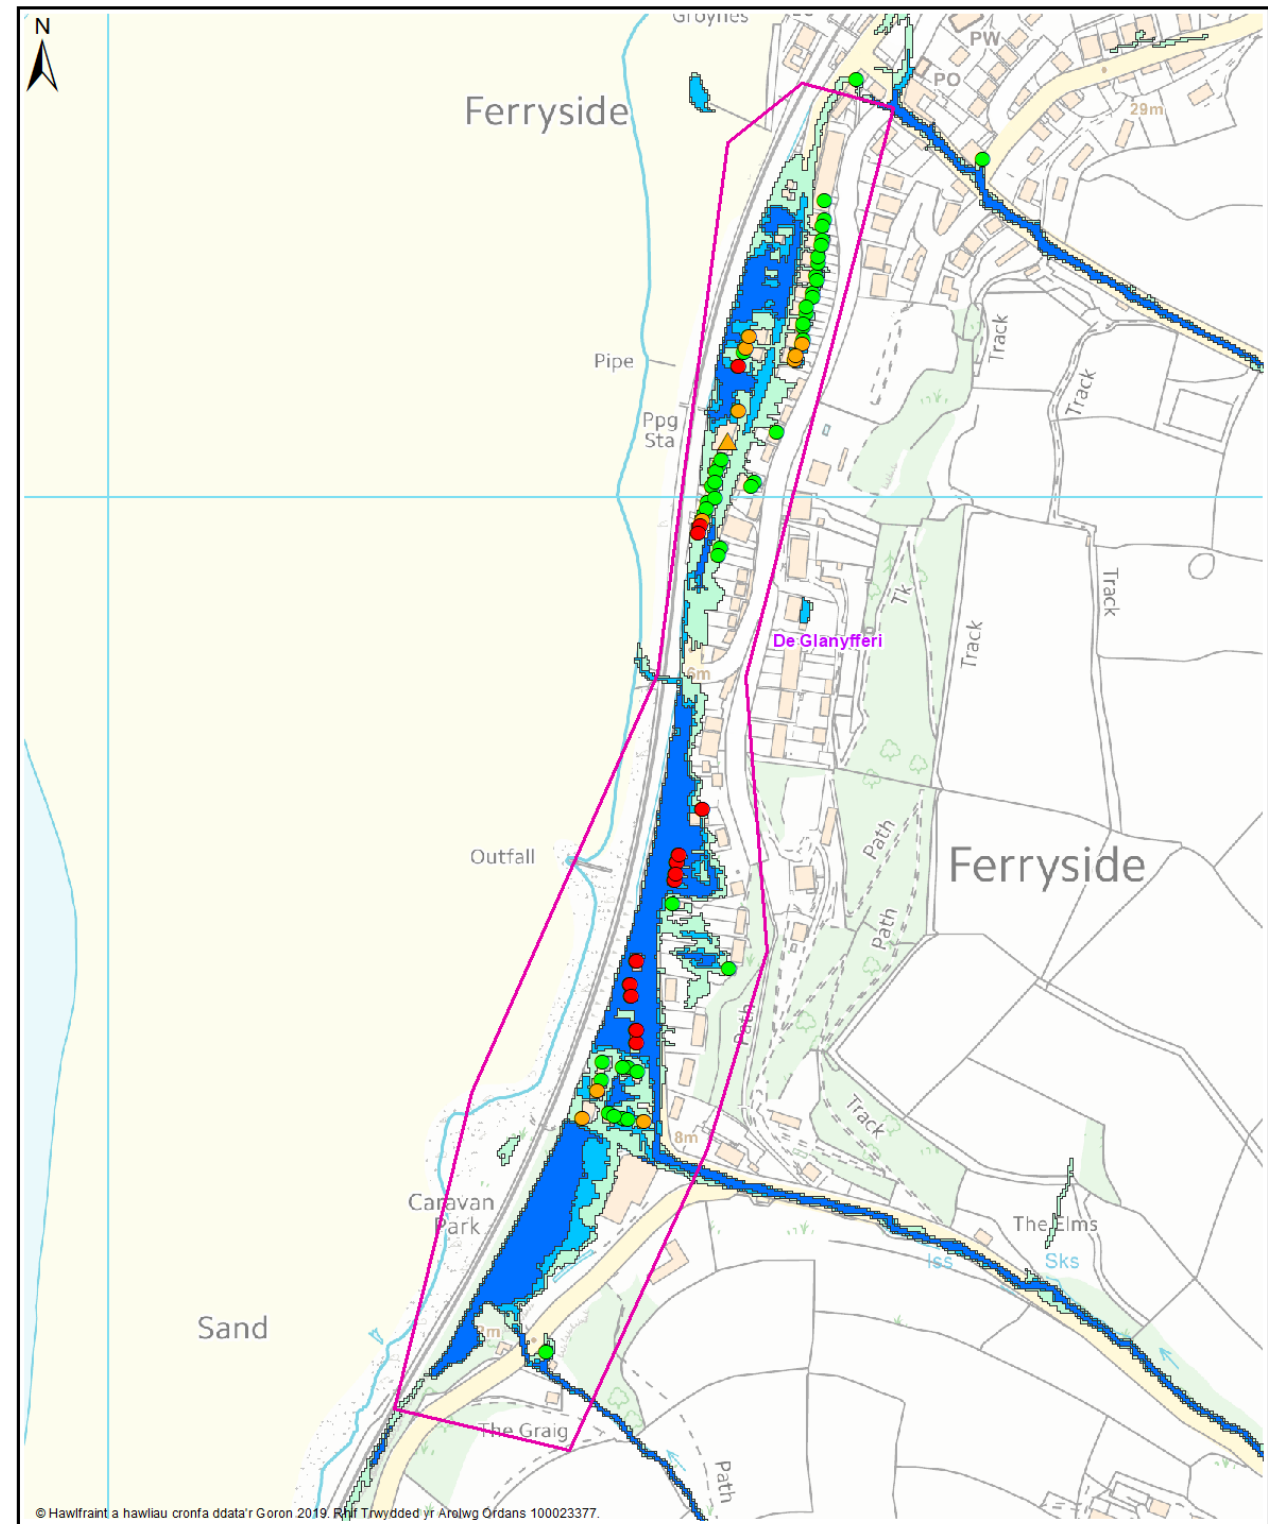 N
Groynes
PW
PO
Ferryside
29m
Track
Pipe
Track
Ppg
Sta
Tk
Track
Track
De Glanyfferi
6m
Path
Outfall
Ferryside
Path
Path
Track
8m
Caravan
Park
The Elms
Iss
Sks
Sand
The Graig
Path
© Hawlfraint a hawliau cronfa ddata'r Goron 2019. Rhif Trwydded yr Arolwg Ordans 100023377.